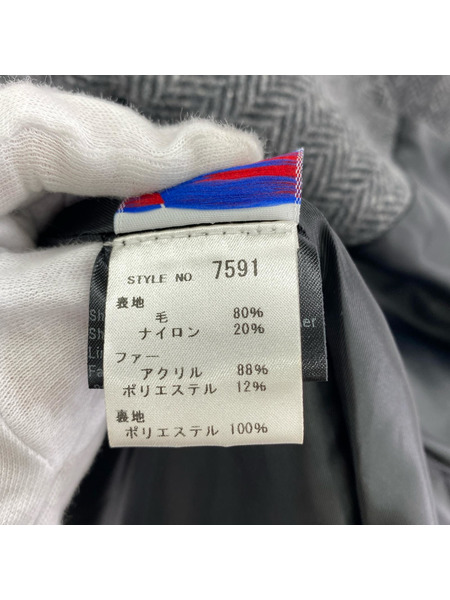 STYLE NO 7591
表地
毛 80%
ナイロン 20%
ファー
アクリル 88%
ポリエステル 12%
裏地
ポリエステル 100%